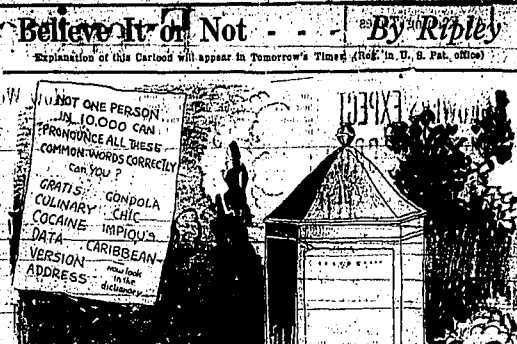 Believe It or Not - - - By Ripley
Explanation of this Cartoon will appear in Tomorrow's Times (Reg. in U. S. Pat. office)
NOT ONE PERSON
IN 10.000 CAN
PRONOUNCE ALL THESE
COMMON WORDS CORRECTLY
Can YOU ?
GRATIS
CULINARY
COCAINE
DATA
VERSION
ADDRESS
GONDOLA
CHIC
IMPIOUS
CARIBBEAN
now look
in the
dictionary